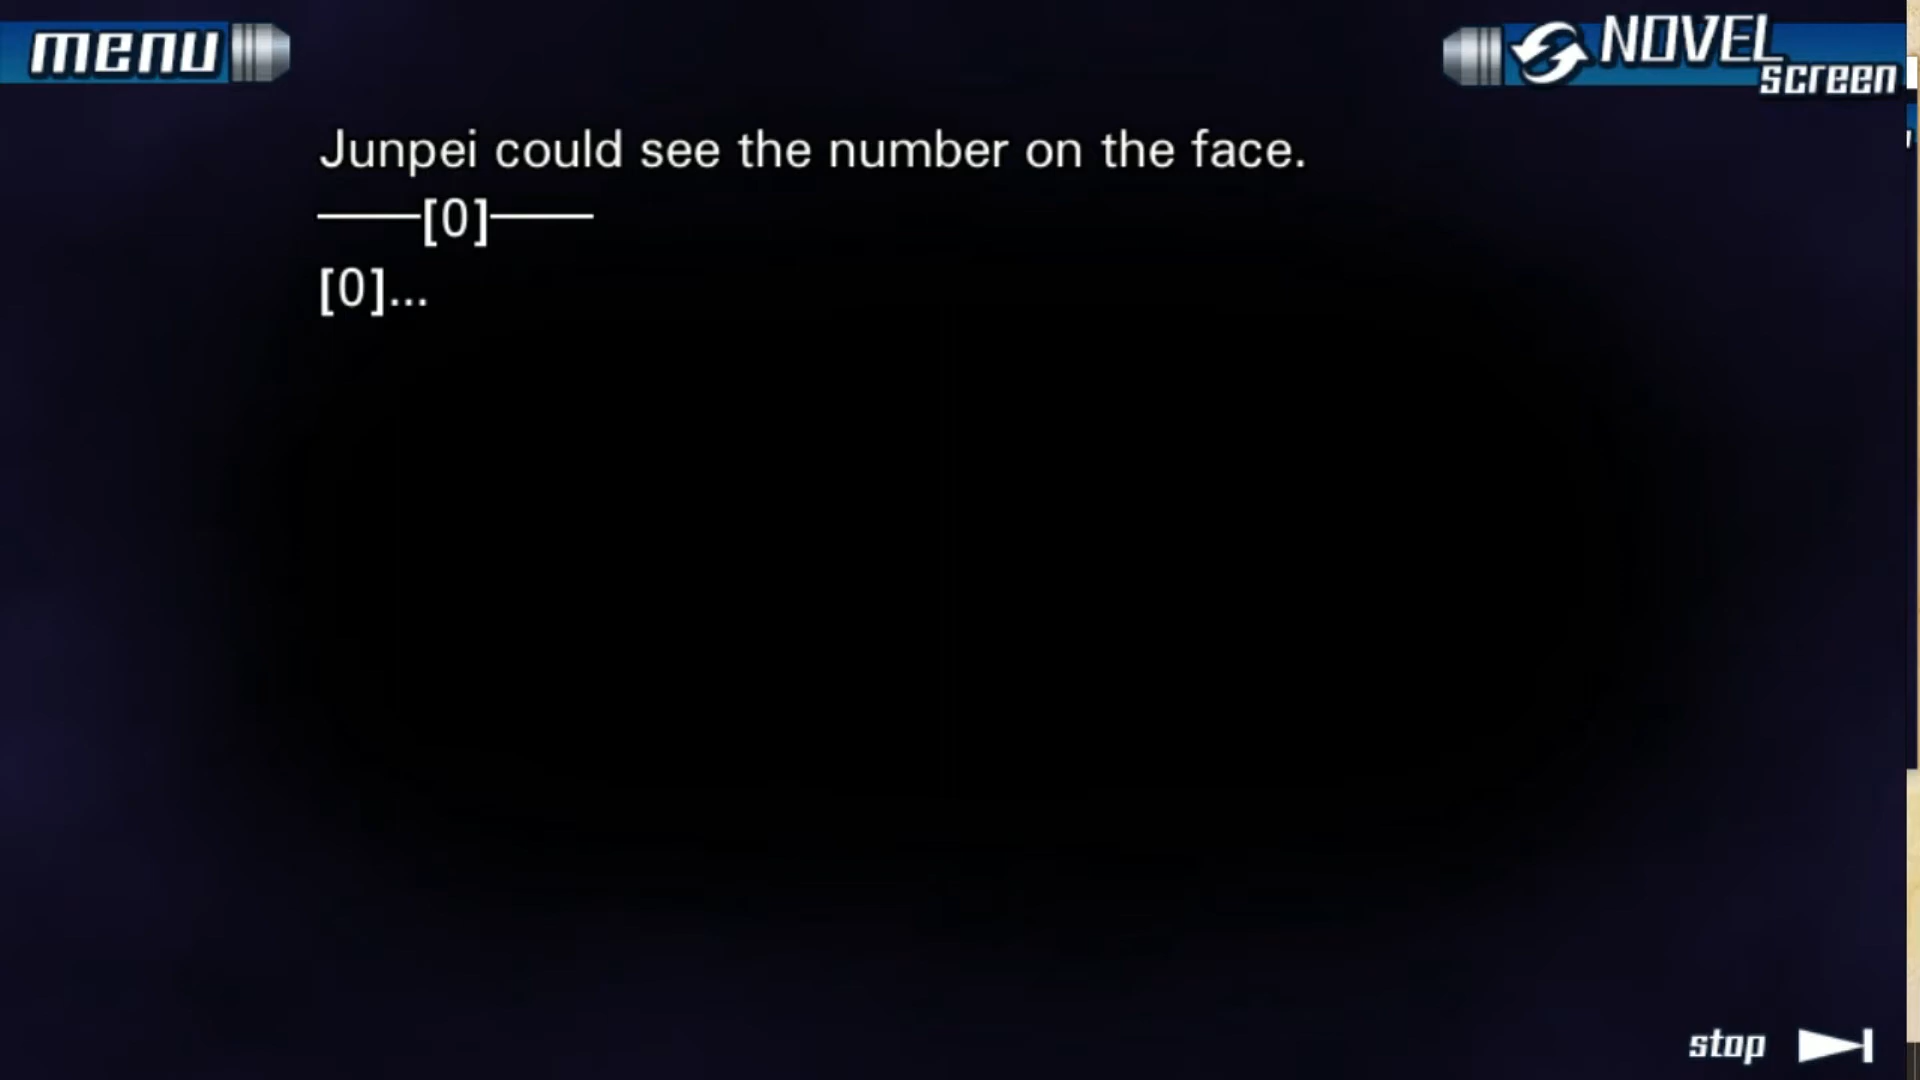 menu
NOVEL
screen
Junpei could see the number on the face.
——[0]——
[0]...
stop